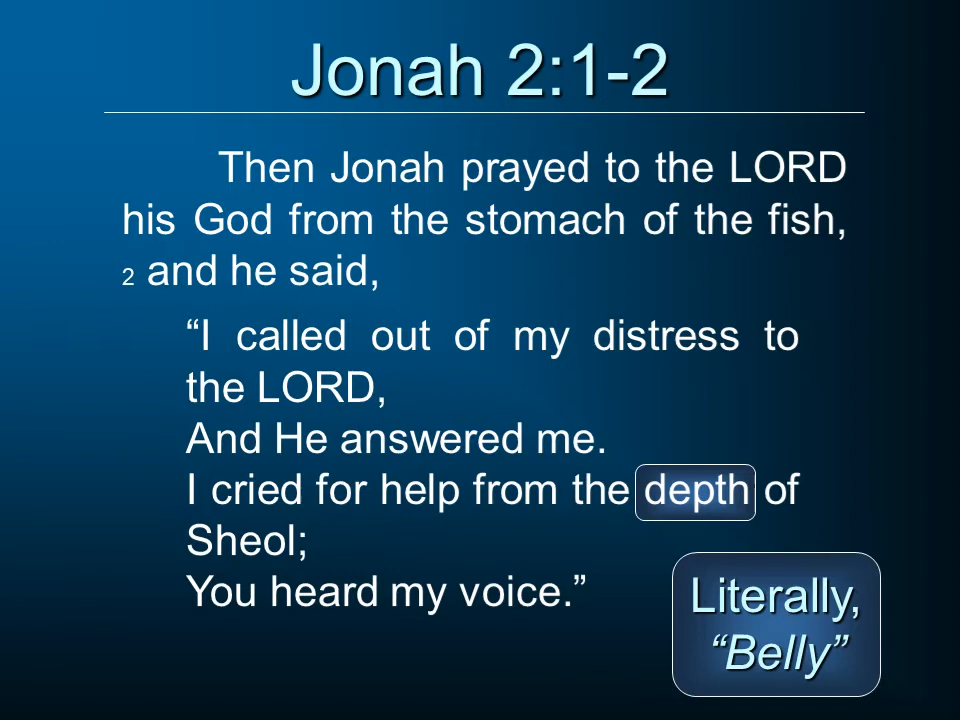 Jonah 2:1-2
Then Jonah prayed to the LORD
his God from the stomach of the fish,
2 and he said,
“I called out of my distress to
the LORD,
And He answered me.
I cried for help from the depth of
Sheol;
You heard my voice.”
Literally,
“Belly”